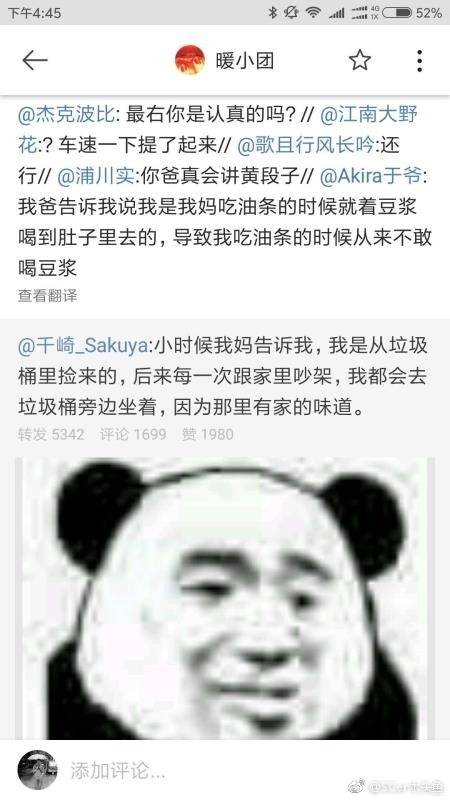 下午4:45
4G
1X
52%
暖小团
@杰克波比: 最右你是认真的吗? // @江南大野
花:? 车速一下提了起来// @歌且行风长吟:还
行// @浦川实:你爸真会讲黄段子// @Akira于爷:
我爸告诉我说我是我妈吃油条的时候就着豆浆
喝到肚子里去的，导致我吃油条的时候从来不敢
喝豆浆
查看翻译
@千崎_Sakuya:小时候我妈告诉我，我是从垃圾
桶里捡来的，后来每一次跟家里吵架，我都会去
垃圾桶旁边坐着，因为那里有家的味道。
转发 5342 评论 1699 赞 1980
添加评论...